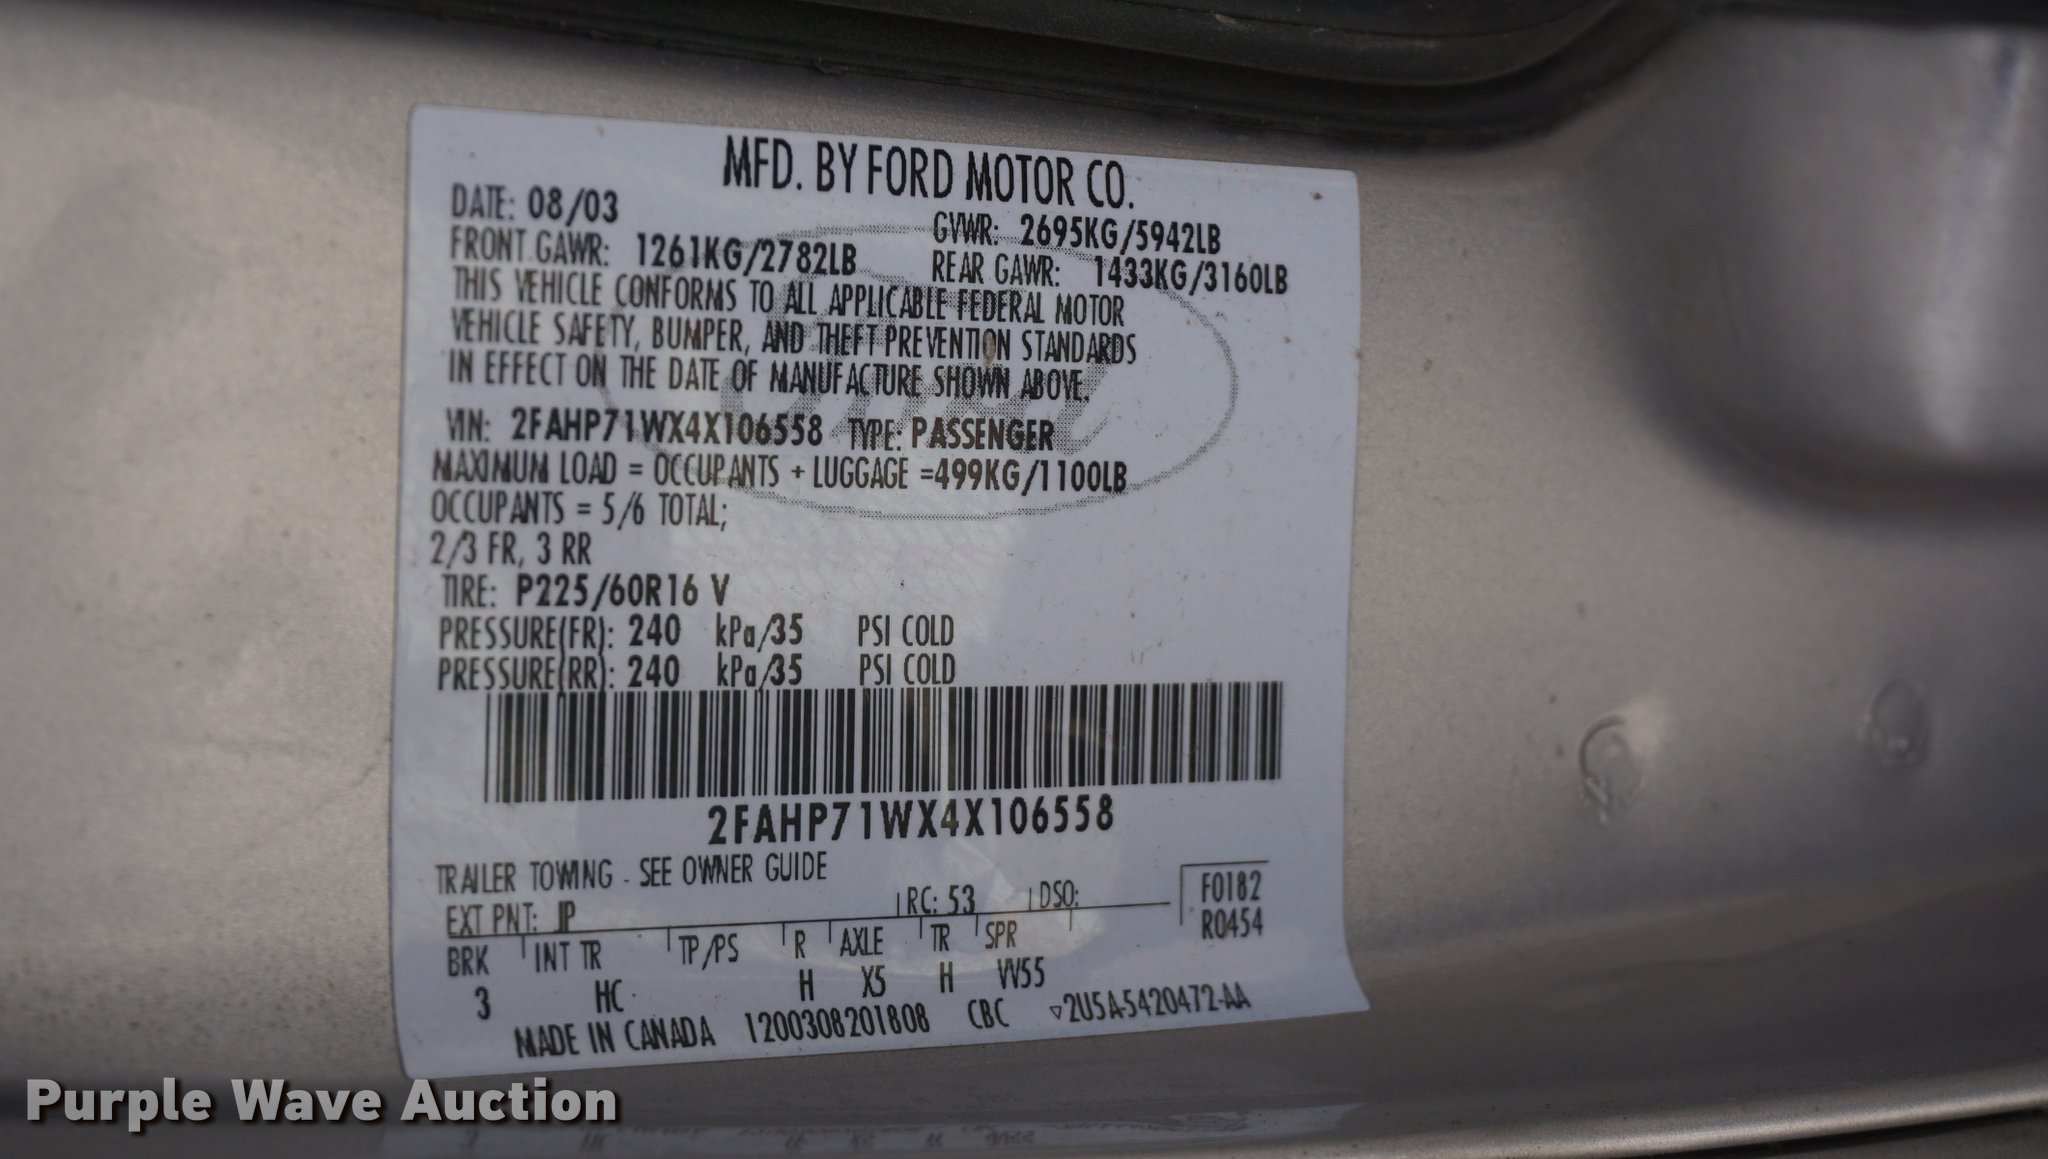 MFD. BY FORD MOTOR CO.
DATE: 08/03
GVWR: 2695KG/5942LB
FRONT GAWR: 1261KG/2782LB
REAR GAWR: 1433KG/3160LB
THIS VEHICLE CONFORMS TO ALL APPLICABLE FEDERAL MOTOR
VEHICLE SAFETY, BUMPER, AND THEFT PREVENTION STANDARDS
IN EFFECT ON THE DATE OF MANUFACTURE SHOWN ABOVE.
VIN: 2FAHP71WX4X106558 TYPE: PASSENGER
MAXIMUM LOAD = OCCUPANTS + LUGGAGE =499KG/1100LB
OCCUPANTS = 5/6 TOTAL;
2/3 FR, 3 RR
TIRE: P225/60R16 V
PRESSURE(FR): 240 kPa/35 PSI COLD
PRESSURE(RR): 240 kPa/35 PSI COLD
2FAHP71WX4X106558
TRAILER TOWING - SEE OWNER GUIDE
EXT PNT: JP RC: 53 DSO:
F0182
R0454
BRK INT TR TP/PS R AXLE TR SPR
3 HC H X5 H VV55
MADE IN CANADA 1200308201808 CBC ▽2U5A-5420472-AA
Purple Wave Auction